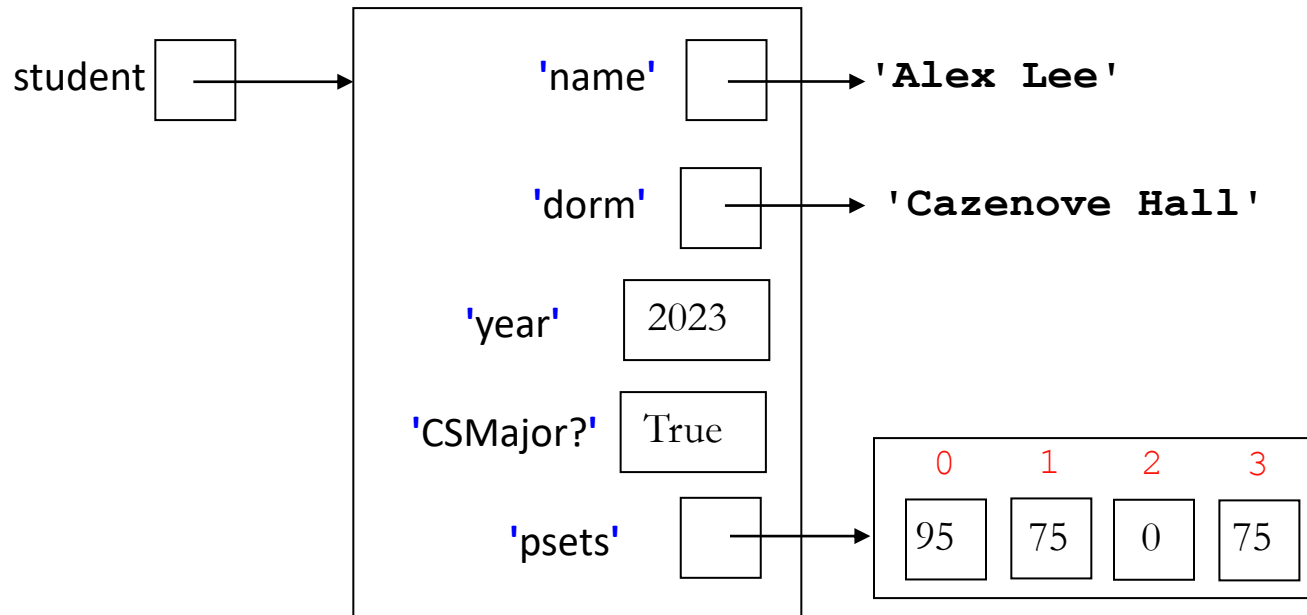 student 'name' 'Alex Lee'
'dorm' 'Cazenove Hall'
'year' 2023
'CSMajor?' True
0 1 2 3
'psets' 95 75 0 75